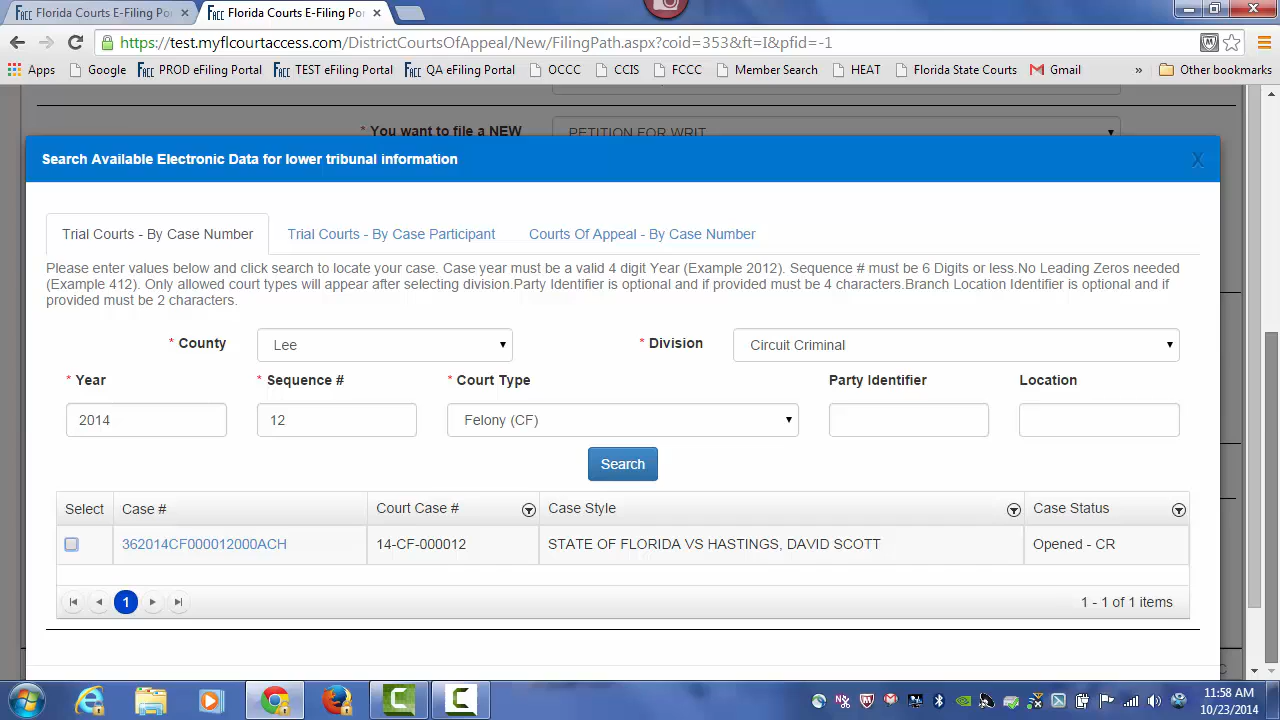 Florida Courts E-Filing Po ×
Florida Courts E-Filing Po ×
https://test.myflcourtaccess.com/DistrictCourtsOfAppeal/New/FilingPath.aspx?coid=353&ft=I&pfid=-1
Apps Google PROD eFiling Portal TEST eFiling Portal QA eFiling Portal OCCC CCIS FCCC Member Search HEAT Florida State Courts Gmail » Other bookmarks
* You want to file a NEW PETITION FOR WRIT
Search Available Electronic Data for lower tribunal information X
Trial Courts - By Case Number Trial Courts - By Case Participant Courts Of Appeal - By Case Number
Please enter values below and click search to locate your case. Case year must be a valid 4 digit Year (Example 2012). Sequence # must be 6 Digits or less.No Leading Zeros needed
(Example 412). Only allowed court types will appear after selecting division.Party Identifier is optional and if provided must be 4 characters.Branch Location Identifier is optional and if
provided must be 2 characters.
* County Lee * Division Circuit Criminal
* Year * Sequence # * Court Type Party Identifier Location
2014 12 Felony (CF)
Search
Select Case # Court Case # Case Style Case Status
362014CF000012000ACH 14-CF-000012 STATE OF FLORIDA VS HASTINGS, DAVID SCOTT Opened - CR
1 1 - 1 of 1 items
11:58 AM
10/23/2014